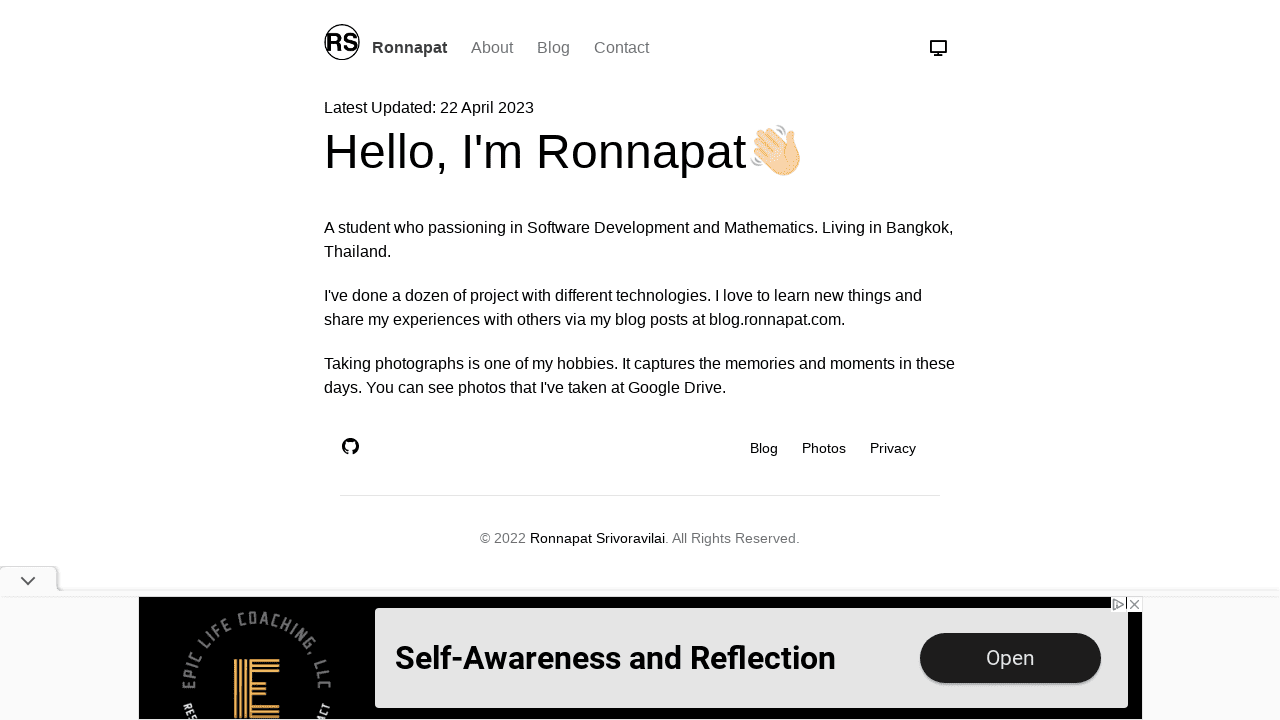 RS Ronnapat About Blog Contact
Latest Updated: 22 April 2023
Hello, I'm Ronnapat👋🏻
A student who passioning in Software Development and Mathematics. Living in Bangkok,
Thailand.
I've done a dozen of project with different technologies. I love to learn new things and
share my experiences with others via my blog posts at blog.ronnapat.com.
Taking photographs is one of my hobbies. It captures the memories and moments in these
days. You can see photos that I've taken at Google Drive.
Blog Photos Privacy
© 2022 Ronnapat Srivoravilai. All Rights Reserved.
EPIC LIFE COACHING, LLC
E
Self-Awareness and Reflection
Open